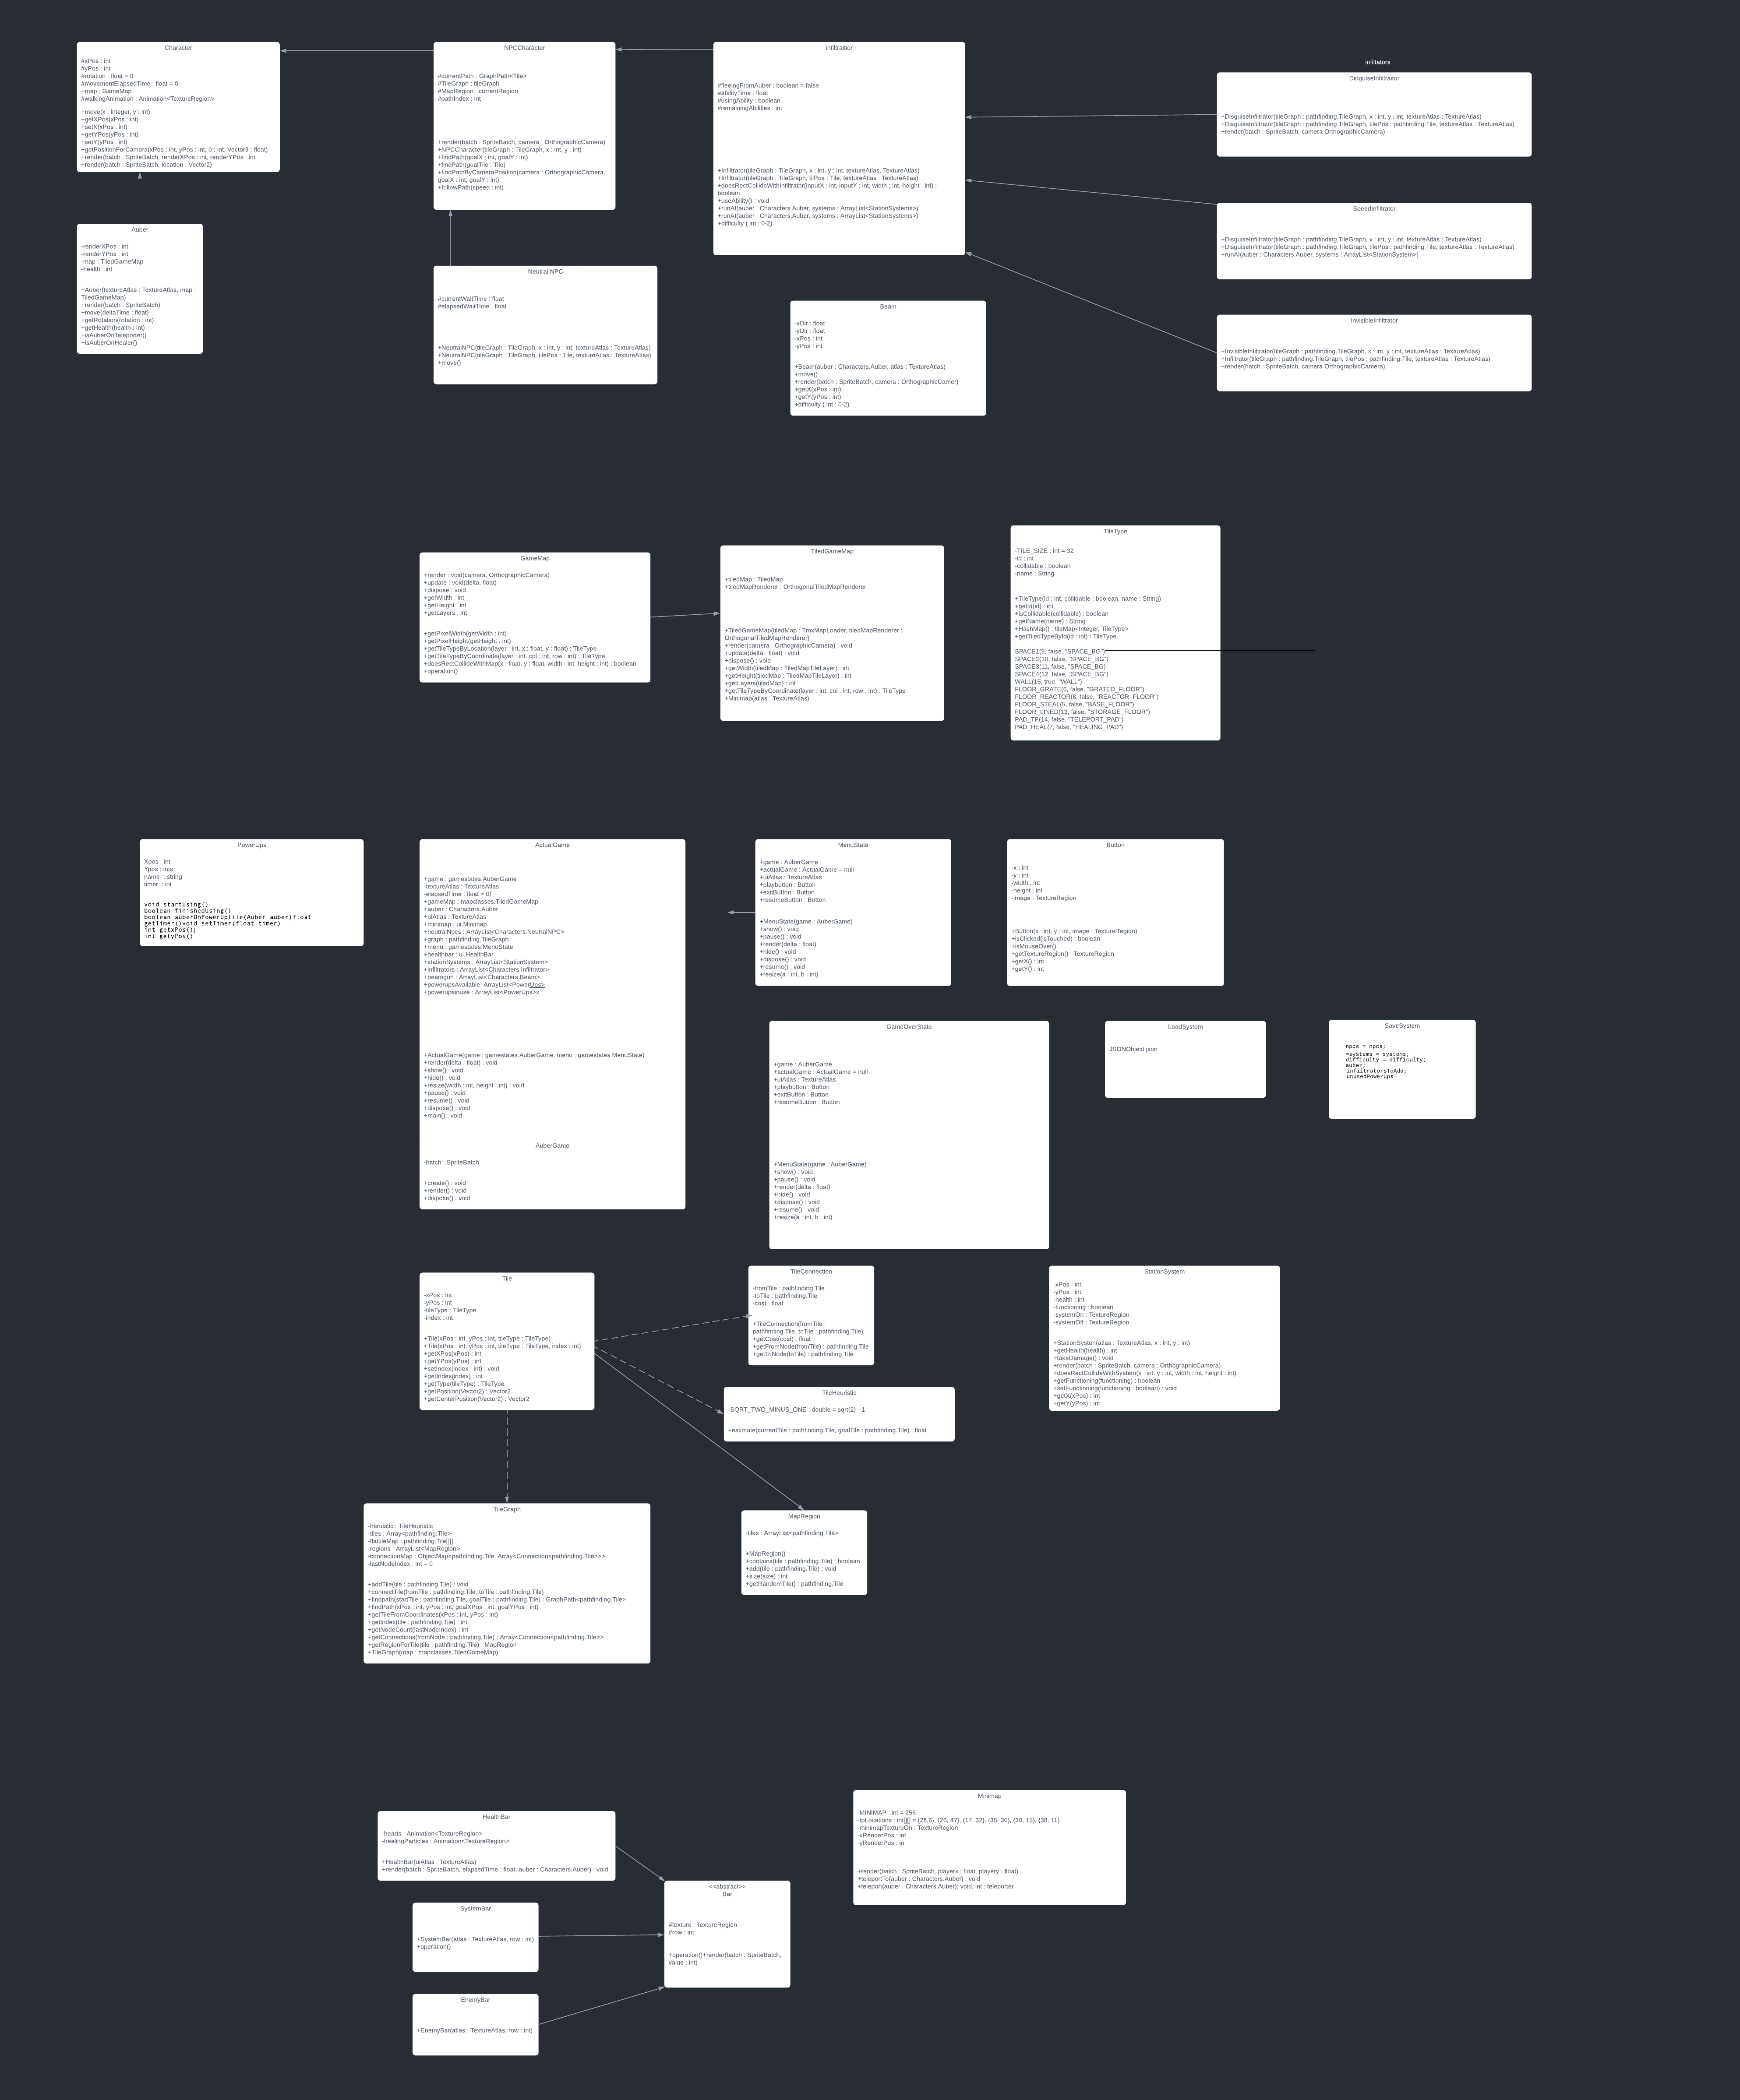 Character
#xPos : int
#yPos : int
#rotation : float = 0
#movementElapsedTime : float = 0
+map : GameMap
#walkingAnimation : Animation<TextureRegion>
+move(x : integer, y : int)
+getXPos(xPos : int)
+setX(xPos : int)
+getYPos(yPos : int)
+setY(yPos : int)
+getPositionForCamera(xPos : int, yPos : int, 0 : int, Vector3 : float)
+render(batch : SpriteBatch, renderXPos : int, renderYPos : int
+render(batch : SpriteBatch, location : Vector2)
NPCCharacter
#currentPath : GraphPath<Tile>
#TileGraph : tileGraph
#MapRegion : currentRegion
#pathIndex : int
+render(batch : SpriteBatch, camera : OrthographicCamera)
+NPCCharacter(tileGraph : TileGraph, x : int, y : int)
+findPath(goalX : int, goalY : int)
+findPath(goalTile : Tile)
+findPathByCameraPosition(camera : OrthographicCamera,
goalX : int, goalY : int)
+followPath(speed : int)
infiltraitior
#fleeingFromAuber : boolean = false
#abilityTime : float
#usingAbility : boolean
#remainingAbilities : int
+Infiltrator(tileGraph : TileGraph, x : int, y : int, textureAtlas, TextureAtlas)
+Infiltrator(tileGraph : TileGraph, tilPos : Tile, textureAtlas : TextureAtlas)
+doesRectCollideWithInfiltrator(inputX : int, inputY : int, width : int, height : int) :
boolean
+useAbility() : void
+runAI(auber : Characters.Auber, systems : ArrayList<StationSystems>)
+runAI(auber : Characters.Auber, systems : ArrayList<StationSystems>)
+difficulty ( int : 0-2)
infiltators
DidguiseInfiltraitor
+DisguiseInfiltrator(tileGraph : pathfinding.TileGraph, x : int, y : int, textureAtlas : TextureAtlas)
+DisguiseInfiltrator(tileGraph : pathfinding.TileGraph, tilePos : pathfinding.Tile, textureAtlas : TextureAtlas)
+render(batch : SpriteBatch, camera OrthographicCamera)
SpeedInfiltrator
+DisguiseInfiltrator(tileGraph : pathfinding.TileGraph, x : int, y : int, textureAtlas : TextureAtlas)
+DisguiseInfiltrator(tileGraph : pathfinding.TileGraph, tilePos : pathfinding.Tile, textureAtlas : TextureAtlas)
+runAI(auber : Characters.Auber, systems : ArrayList<StationSystem>)
InvisibleInfiltrator
+InvisibleInfiltrator(tileGraph : pathfinding.TileGraph, x : int, y : int, textureAtlas : TextureAtlas)
+Infiltrator(tileGraph : pathfinding.TileGraph, tilePos : pathfinding.Tile, textureAtlas : TextureAtlas)
+render(batch : SpriteBatch, camera OrthographicCamera)
Auber
-renderXPos : int
-renderYPos : int
-map : TiledGameMap
-health : int
+Auber(textureAtlas : TextureAtlas, map :
TiledGameMap)
+render(batch : SpriteBatch)
+move(deltaTime : float)
+getRotation(rotation : int)
+getHealth(health : int)
+isAuberOnTeleporter()
+isAuberOnHealer()
Neutral NPC
#currentWaitTime : float
#elapsedWaitTime : float
+NeutralNPC(tileGraph : TileGraph, x : int, y : int, textureAtlas : TextureAtlas)
+NeutralNPC(tileGraph : TileGraph, tilePos : Tile, textureAtlas : TextureAtlas)
+move()
Beam
-xDir : float
-yDir : float
-xPos : int
-yPos : int
+Beam(auber : Characters.Auber, atlas : TextureAtlas)
+move()
+render(batch : SpriteBatch, camera : OrthographicCamer)
+getX(xPos : int)
+getY(yPos : int)
+difficulty ( int : 0-2)
GameMap
+render : void(camera, OrthographicCamera)
+update : void(delta, float)
+dispose : void
+getWidth : int
+getHeight : int
+getLayers : int
+getPixelWidth(getWidth : int)
+getPixelHeight(getHeight : int)
+getTileTypeByLocation(layer : int, x : float, y : float) : TileType
+getTileTypeByCoordinate(layer : int, col : int, row : int) : TileType
+doesRectCollideWithMap(x : float, y : float, width : int, height : int) : boolean
+operation()
TiledGameMap
+tiledMap : TiledMap
+tiledMapRenderer : OrthogonalTiledMapRenderer
+TiledGameMap(tiledMap : TmxMapLoader, tiledMapRenderer :
OrthogonalTiledMapRenderer)
+render(camera : OrthographicCamera) : void
+update(delta : float) : void
+dispose() : void
+getWidth(tiledMap : TiledMapTileLayer) : int
+getHeight(tiledMap : TiledMapTileLayer) : int
+getLayers(tiledMap) : int
+getTileTypeByCoordinate(layer : int, col : int, row : int) : TileType
+Minimap(atlas : TextureAtlas)
TileType
-TILE_SIZE : int = 32
-id : int
-collidable : boolean
-name : String
+TileType(id : int, collidable : boolean, name : String)
+getId(id) : int
+isCollidable(collidable) : boolean
+getName(name) : String
+HashMap() : tileMap<Integer, TileType>
+getTiledTypeById(id : int) : TileType
SPACE1(9, false, "SPACE_BG")
SPACE2(10, false, "SPACE_BG")
SPACE3(11, false, "SPACE_BG)
SPACE4(12, false, "SPACE_BG")
WALL(15, true, "WALL")
FLOOR_GRATE(6, false, "GRATED_FLOOR")
FLOOR_REACTOR(8, false, "REACTOR_FLOOR")
FLOOR_STEAL(5, false, "BASE_FLOOR")
FLOOR_LINED(13, false, "STORAGE_FLOOR")
PAD_TP(14, false, "TELEPORT_PAD")
PAD_HEAL(7, false, "HEALING_PAD")
PowerUps
Xpos : int
Ypos : ints
name : string
timer : int
void startUsing()
boolean finishedUsing()
boolean auberOnPowerUpTile(Auber auber)float
getTimer()void setTimer(float timer)
int getxPos()
int getyPos()
ActualGame
+game : gamestates.AuberGame
-textureAtlas : TextureAtlas
-elapsedTime : float = 0f
+gameMap : mapclasses.TiledGameMap
+auber : Characters.Auber
+uiAtlas : TextureAtlas
+minimap : ui.Minimap
+neutralNpcs : ArrayList<Characters.NeutralNPC>
+graph : pathfinding.TileGraph
+menu : gamestates.MenuState
+healthbar : ui.HealthBar
+stationSystems : ArrayList<StationSystem>
+infiltrators : ArrayList<Characters.Infiltrator>
+beamgun : ArrayList<Characters.Beam>
+powerupsAvailable: ArrayList<PowerUps>
+powerupsinuse : ArrayList<PowerUps>x
+ActualGame(game : gamestates.AuberGame, menu : gamestates.MenuState)
+render(delta : float) : void
+show() : void
+hide() : void
+resize(width : int, height : int) : void
+pause() : void
+resume() : void
+dispose() : void
+main() : void
AuberGame
-batch : SpriteBatch
+create() : void
+render() : void
+dispose() : void
MenuState
+game : AuberGame
+actualGame : ActualGame = null
+uiAtlas : TextureAtlas
+playbutton : Button
+exitButton : Button
+resumeButton : Button
+MenuState(game : AuberGame)
+show() : void
+pause() : void
+render(delta : float)
+hide() : void
+dispose() : void
+resume() : void
+resize(a : int, b : int)
Button
-x : int
-y : int
-width : int
-height : int
-image : TextureRegion
+Button(x : int, y : int, image : TextureRegion)
+isClicked(isTouched) : boolean
+isMouseOver()
+getTextureRegion() : TextureRegion
+getX() : int
+getY() : int
GameOverState
+game : AuberGame
+actualGame : ActualGame = null
+uiAtlas : TextureAtlas
+playbutton : Button
+exitButton : Button
+resumeButton : Button
+MenuState(game : AuberGame)
+show() : void
+pause() : void
+render(delta : float)
+hide() : void
+dispose() : void
+resume() : void
+resize(a : int, b : int)
LoadSystem
JSONObject json
SaveSystem
npcs = npcs;
=systems = systems;
difficulty = difficulty;
auber;
infiltratorsToAdd;
unusedPowerups
Tile
-xPos : int
-yPos : int
-tileType : TileType
-index : int
+Tile(xPos : int, yPos : int, tileType : TileType)
+Tile(xPos : int, yPos : int, tileType : TileType, index : int)
+getXPos(xPos) : int
+getYPos(yPos) : int
+setIndex(index : int) : void
+getIndex(index) : int
+getType(tileType) : TileType
+getPosition(Vector2) : Vector2
+getCenterPosition(Vector2) : Vector2
TileConnection
-fromTile : pathfinding.Tile
-toTile : pathfinding.Tile
-cost : float
+TileConnection(fromTile :
pathfinding.Tile, toTile : pathfinding.Tile)
+getCost(cost) : float
+getFromNode(fromTile) : pathfinding.Tile
+getToNode(toTile) : pathfinding.Tile
StationSystem
-xPos : int
-yPos : int
-health : int
-functioning : boolean
-systemOn : TextureRegion
-systemOff : TextureRegion
+StationSysten(atlas : TextureAtlas, x : int, y : int)
+getHealth(health) : int
+takeDamage() : void
+render(batch : SpriteBatch, camera : OrthographicCamera)
+doesRectCollideWithSystem(x : int, y : int, width : int, height : int)
+getFunctioning(functioning) : boolean
+setFunctioning(functioning : boolean) : void
+getX(xPos) : int
+getY(yPos) : int
TileHeuristic
-SQRT_TWO_MINUS_ONE : double = sqrt(2) - 1
+estimate(currentTile : pathfinding.Tile, goalTile : pathfinding.Tile) : float
TileGraph
-heruistic : TileHeuristic
-tiles : Array<pathfinding.Tile>
-flatileMap : pathfinding.Tile[][]
-regions : ArrayList<MapRegion>
-connectionMap : ObjectMap<pathfinding.Tile, Array<Connection<pathfinding.Tile>>>
-lastNodeIndex : int = 0
+addTile(tile : pathfinding.Tile) : void
+connectTile(fromTile : pathfinding.Tile, toTile : pathfinding.Tile)
+findpath(startTile : pathfinding.Tile, goalTile : pathfinding.Tile) : GraphPath<pathfinding.Tile>
+findPath(xPos : int, yPos : int, goalXPos : int, goalYPos : int)
+getTileFromCoordinates(xPos : int, yPos : int)
+getIndex(tile : pathfinding.Tile) : int
+getNodeCount(lastNodeIndex) : int
+getConnections(fromNode : pathfinding.Tile) : Array<Connection<pathfinding.Tile>>
+getRegionForTile(tile : pathfinding.Tile) : MapRegion
+TileGraph(map : mapclasses.TiledGameMap)
MapRegion
-tiles : ArrayList<pathfinding.Tile>
+MapRegion()
+contains(tile : pathfinding.Tile) : boolean
+add(tile : pathfinding.Tile) : void
+size(size) : int
+getRandomTile() : pathfinding.Tile
HealthBar
-hearts : Animation<TextureRegion>
-healingParticles : Animation<TextureRegion>
+HealthBar(uiAtlas : TextureAtlas)
+render(batch : SpriteBatch, elapsedTime : float, auber : Characters.Auber) : void
Minimap
-MINIMAP : int = 256
-tpLocations : int[][] = {28,6}, {26, 47}, {17, 32}, {35, 30}, {30, 15}, {38, 11}
-minimapTextureOn : TextureRegion
-xRenderPos : int
-yRenderPos : in
+render(batch : SpriteBatch, playerx : float, playery : float)
+teleportTo(auber : Characters.Auber) : void
+teleport(auber : Characters.Auber): void, int : teleporter
<<abstract>>
Bar
#texture : TextureRegion
#row : int
+operation()+render(batch : SpriteBatch,
value : int)
SystemBar
+SystemBar(atlas : TextureAtlas, row : int)
+operation()
EnemyBar
+EnemyBar(atlas : TextureAtlas, row : int)